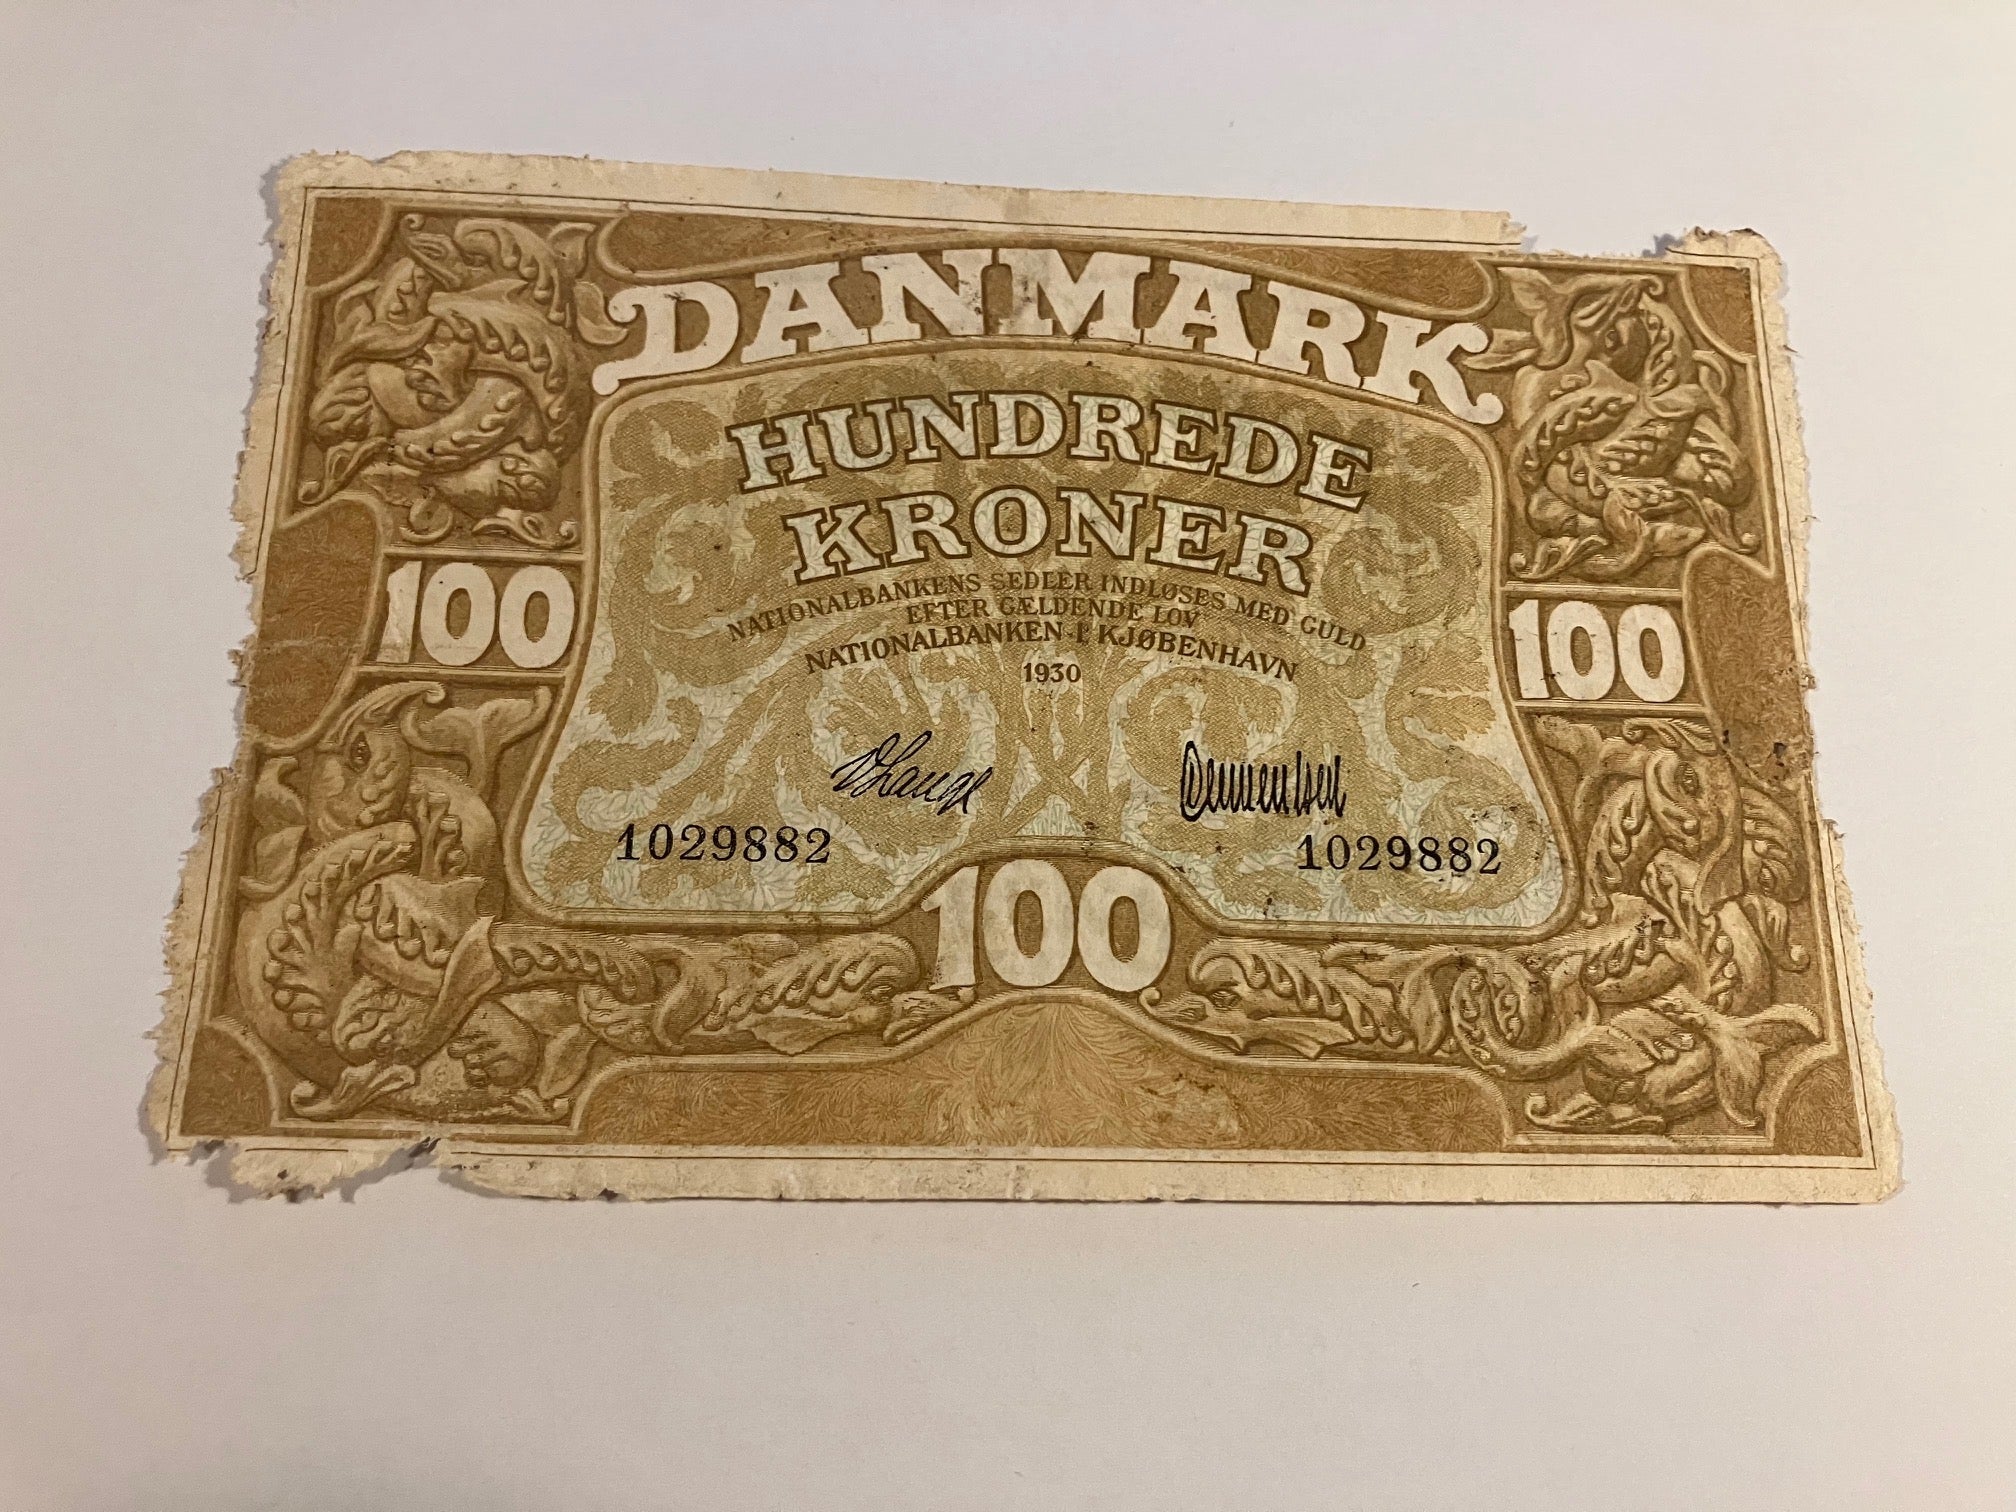 DANMARK
HUNDREDE
KRONER
NATIONALBANKENS SEDLER INDLØSES MED GULD
EFTER GÆLDENDE LOV
NATIONALBANKEN I KJØBENHAVN
1930
100
100
V Lange
1029882
1029882
100